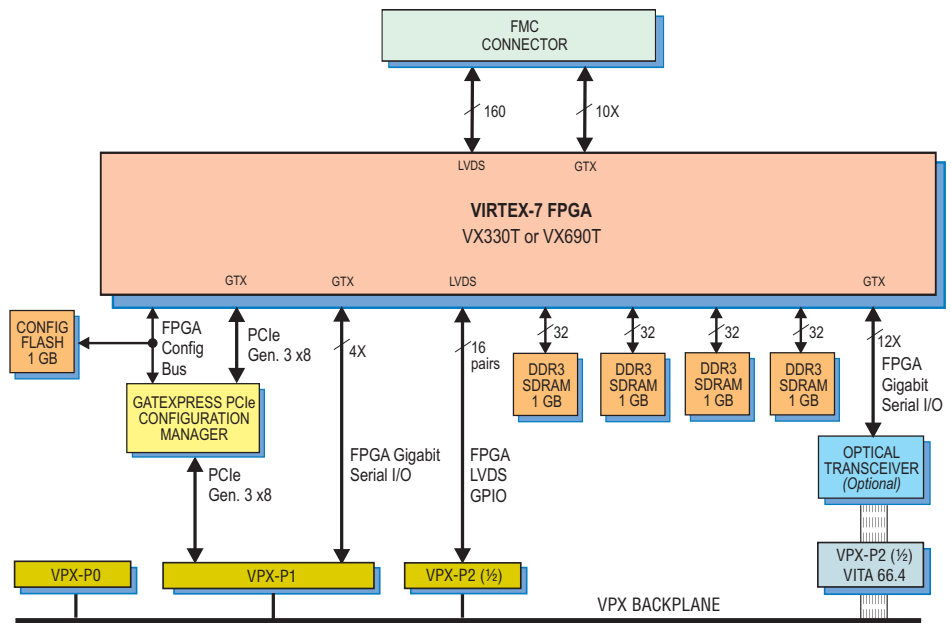 FMC
CONNECTOR
160
10X
LVDS
GTX
VIRTEX-7 FPGA
VX330T or VX690T
GTX
GTX
LVDS
GTX
CONFIG
FLASH
1 GB
FPGA
Config
Bus
PCIe
Gen. 3 x8
4X
16
pairs
32
32
32
32
12X
DDR3
SDRAM
1 GB
DDR3
SDRAM
1 GB
DDR3
SDRAM
1 GB
DDR3
SDRAM
1 GB
FPGA
Gigabit
Serial I/O
GATEXPRESS PCIe
CONFIGURATION
MANAGER
PCIe
Gen. 3 x8
FPGA Gigabit
Serial I/O
FPGA
LVDS
GPIO
OPTICAL
TRANSCEIVER
(Optional)
VPX-P0
VPX-P1
VPX-P2 (½)
VPX-P2 (½)
VITA 66.4
VPX BACKPLANE